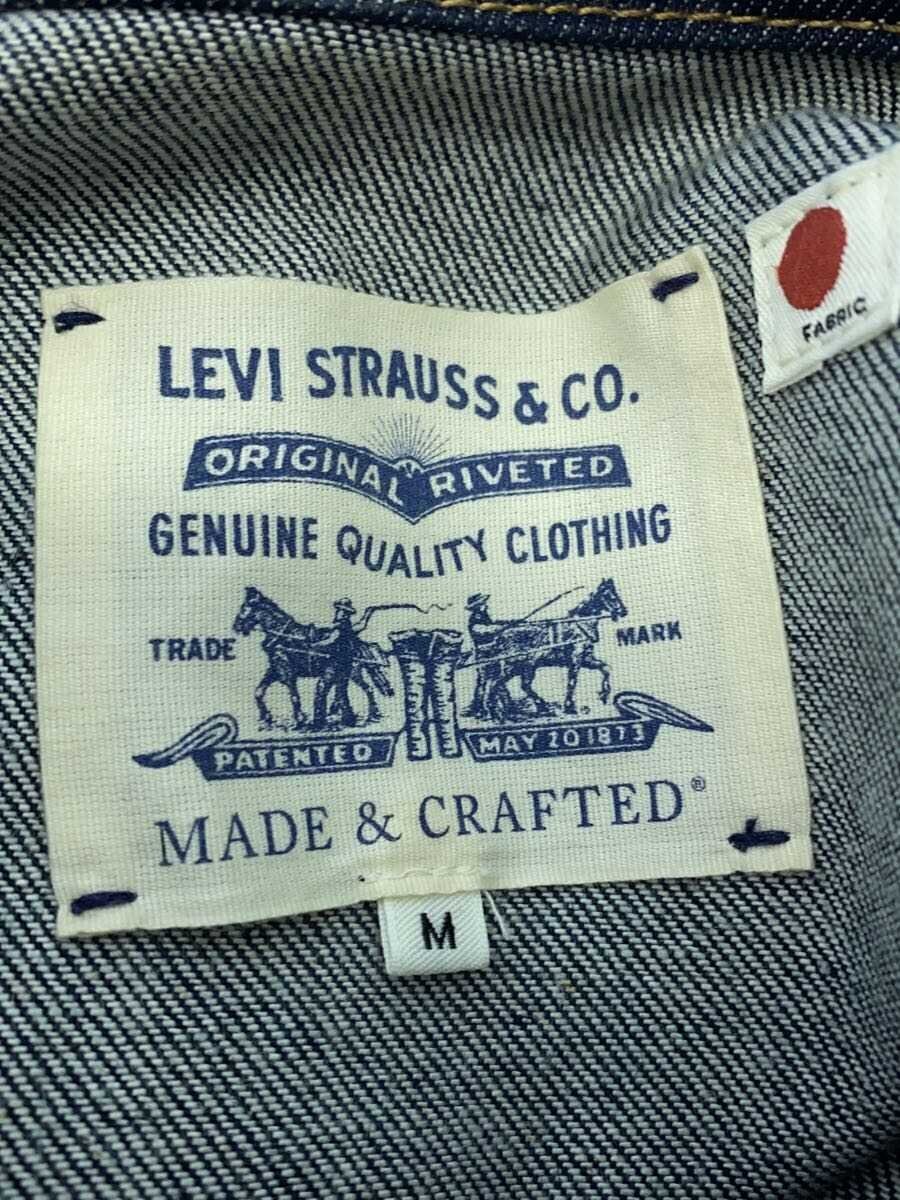 LEVI STRAUSS & CO.
ORIGINAL RIVETED
GENUINE QUALITY CLOTHING
TRADE MARK
PATENTED MAY 20 1873
MADE & CRAFTED®
M
FABRIC